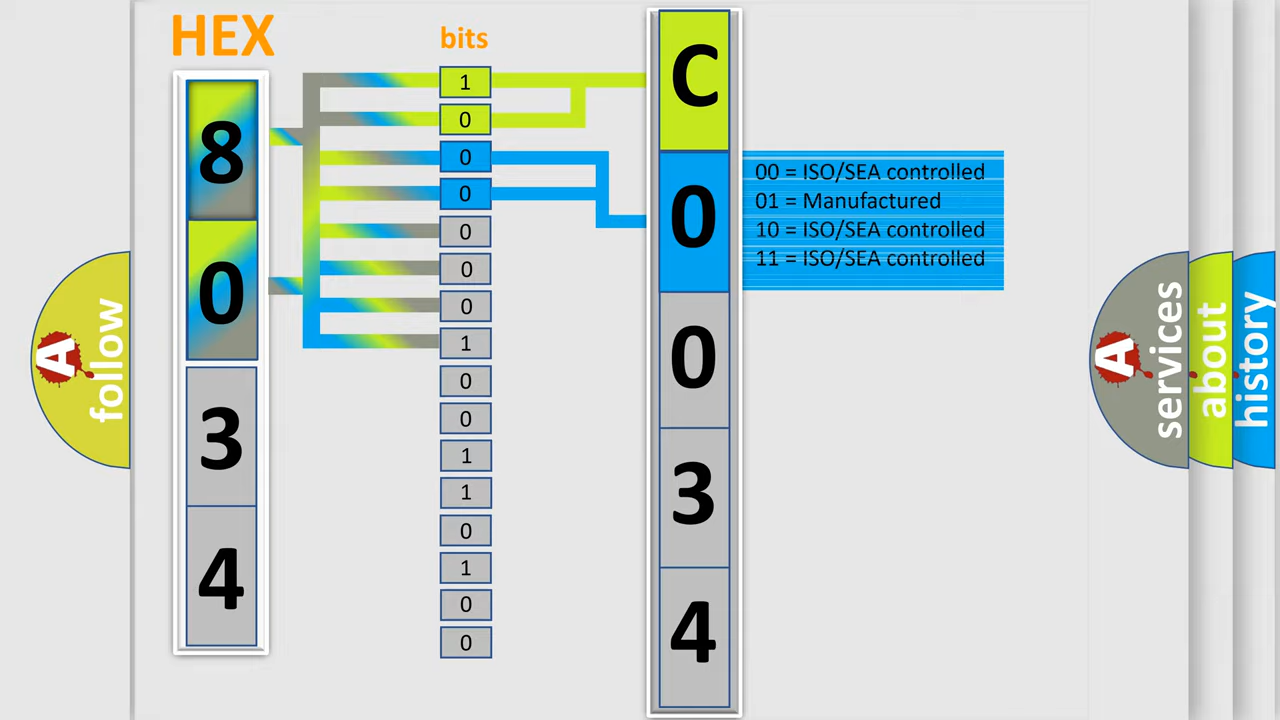 HEX
bits
8
0
3
4
1
0
0
0
0
0
0
1
0
0
1
1
0
1
0
0
C
0
0
3
4
00 = ISO/SEA controlled
01 = Manufactured
10 = ISO/SEA controlled
11 = ISO/SEA controlled
A
follow
A
services
about
history